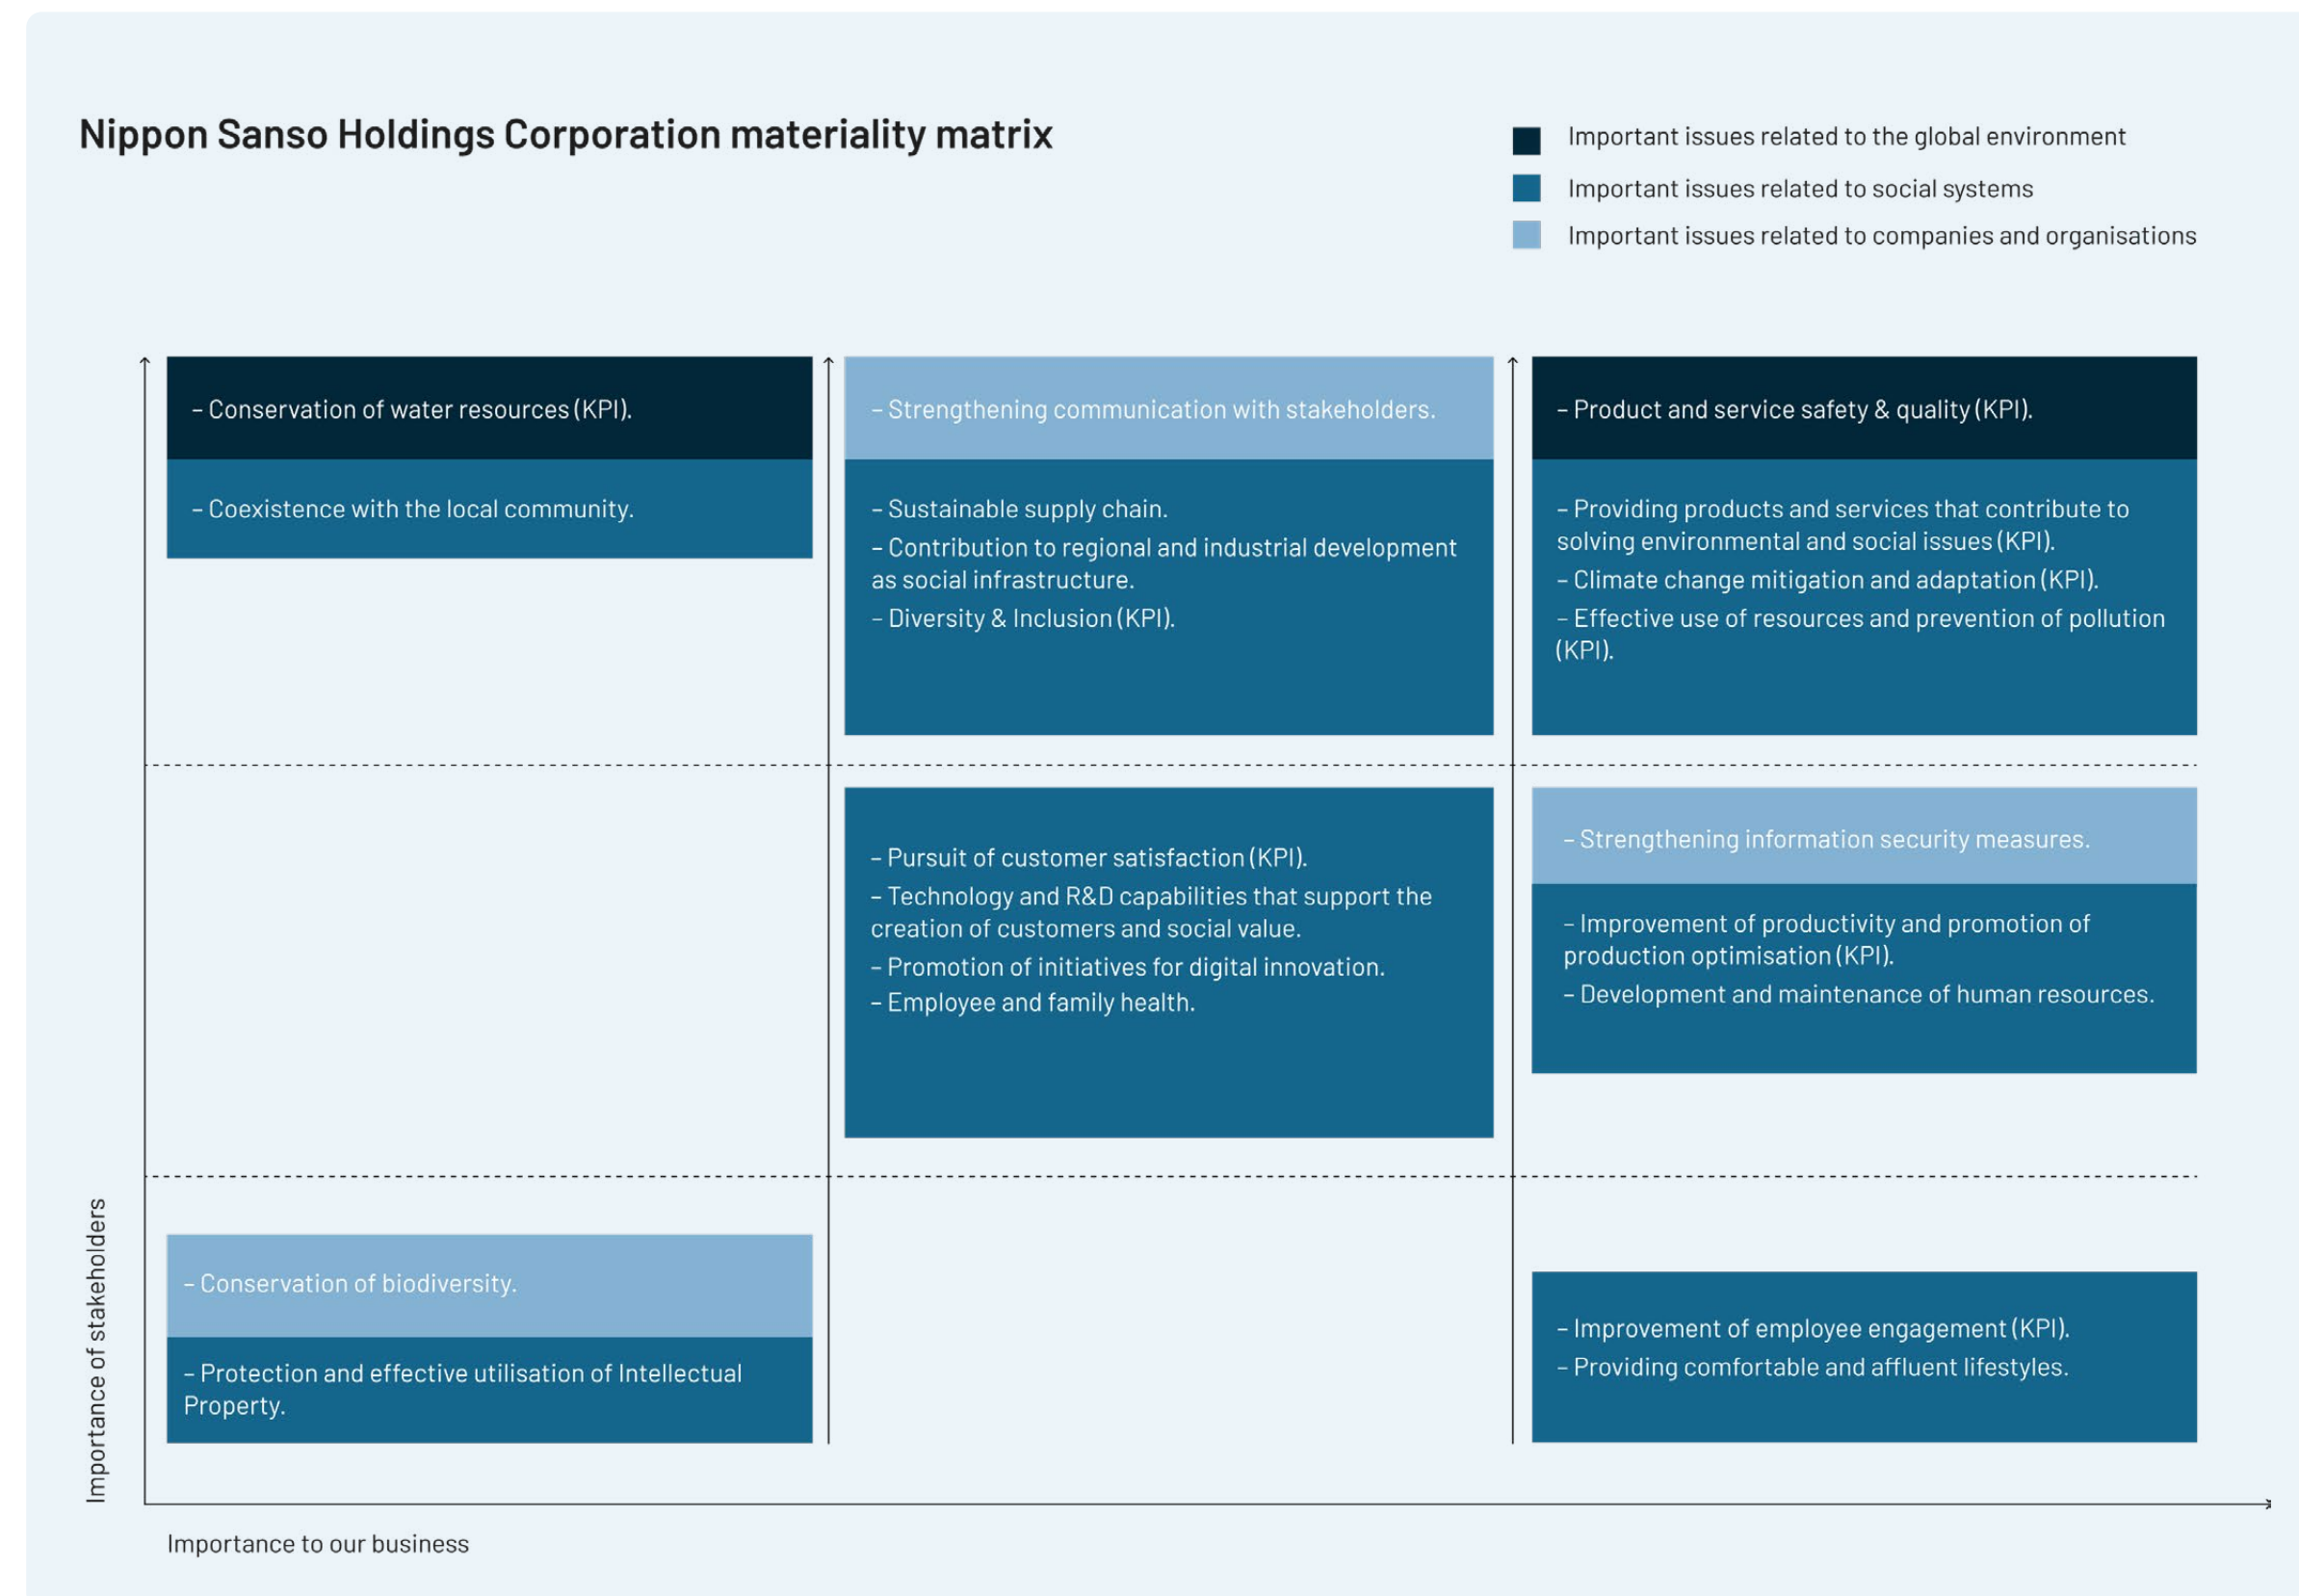 Nippon Sanso Holdings Corporation materiality matrix
Important issues related to the global environment
Important issues related to social systems
Important issues related to companies and organisations
– Conservation of water resources (KPI).
– Coexistence with the local community.
– Strengthening communication with stakeholders.
– Sustainable supply chain.
– Contribution to regional and industrial development
as social infrastructure.
– Diversity & Inclusion (KPI).
– Product and service safety & quality (KPI).
– Providing products and services that contribute to
solving environmental and social issues (KPI).
– Climate change mitigation and adaptation (KPI).
– Effective use of resources and prevention of pollution
(KPI).
– Pursuit of customer satisfaction (KPI).
– Technology and R&D capabilities that support the
creation of customers and social value.
– Promotion of initiatives for digital innovation.
– Employee and family health.
– Strengthening information security measures.
– Improvement of productivity and promotion of
production optimisation (KPI).
– Development and maintenance of human resources.
– Conservation of biodiversity.
– Protection and effective utilisation of Intellectual
Property.
– Improvement of employee engagement (KPI).
– Providing comfortable and affluent lifestyles.
Importance of stakeholders
Importance to our business